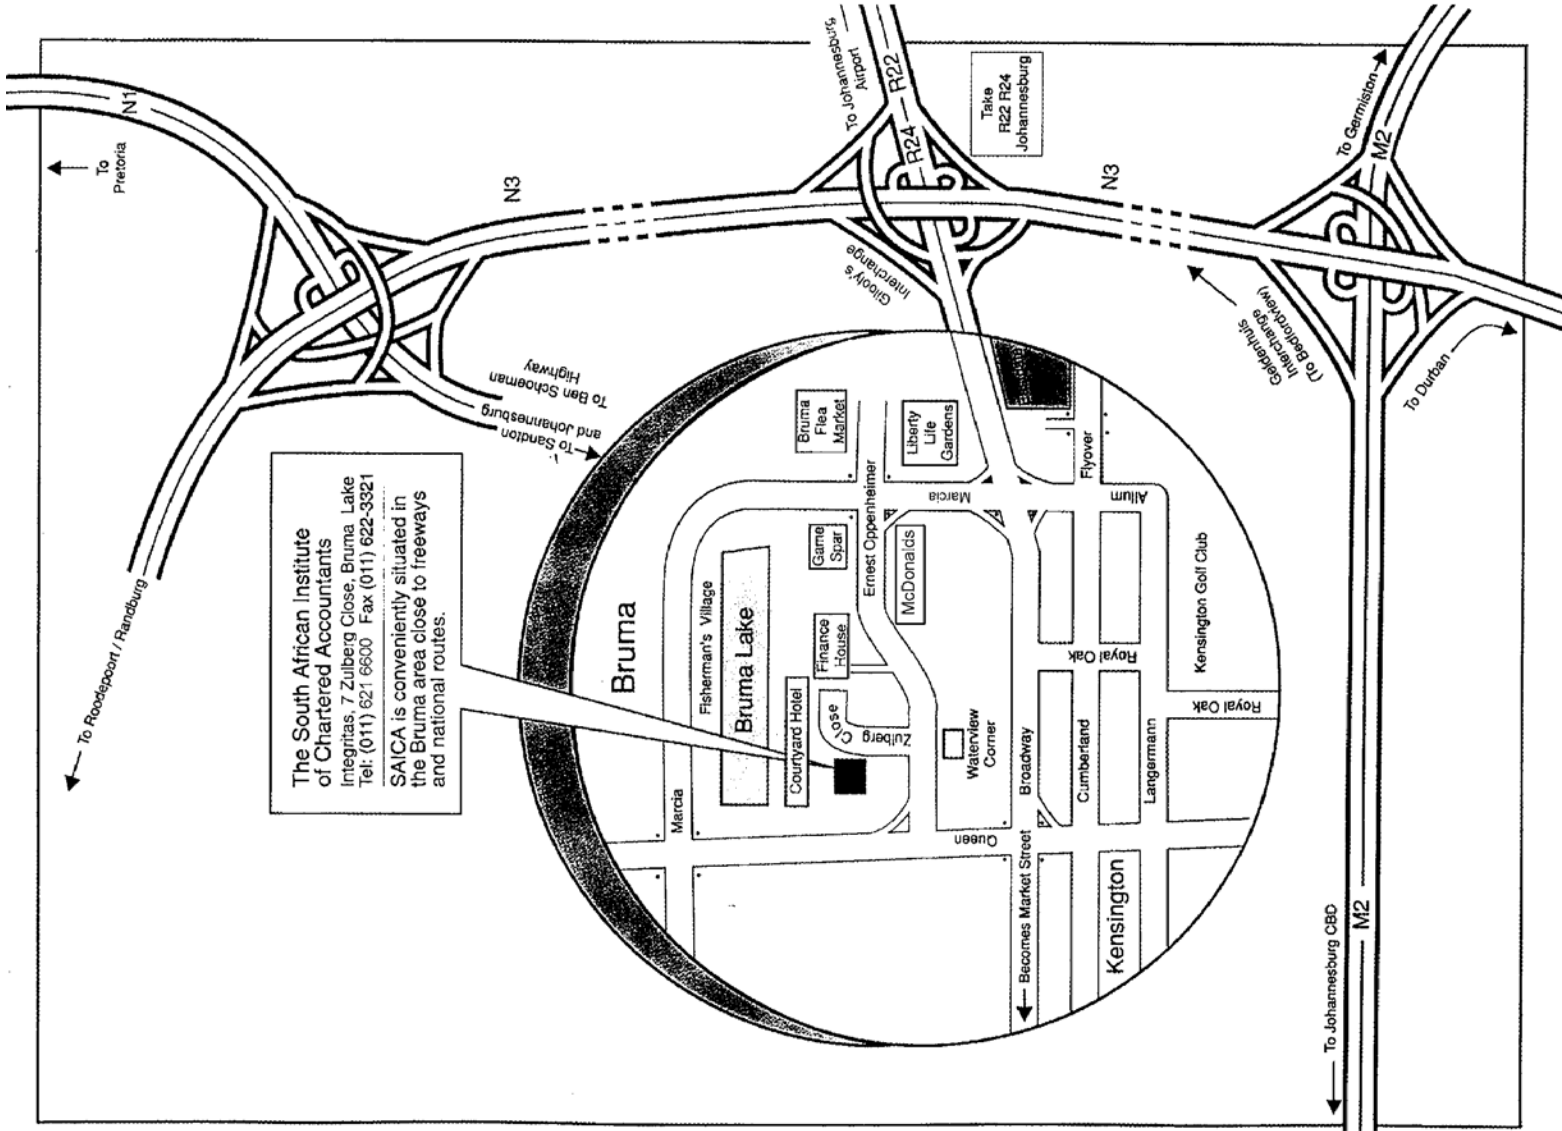 The South African Institute
of Chartered Accountants
Integritas, 7 Zulberg Close, Bruma Lake
Tel: (011) 621 6600 Fax (011) 622-3321
SAICA is conveniently situated in
the Bruma area close to freeways
and national routes.
To Roodepoort / Randburg
N1
To
Pretoria
N3
To Sandton
and Johannesburg
To Ben Schoeman
Highway
To Johannesburg
Airport
R22
R24
Take
R22 R24
Johannesburg
Gilooly's
Interchange
N3
To Germiston
M2
Geldenhuis
Interchange
(To Bedfordview)
To Durban
To Johannesburg CBD
M2
Bruma
Marcia
Fisherman's Village
Bruma Lake
Courtyard Hotel
Finance
House
Game
Spar
Bruma
Flea
Market
Ernest Oppenheimer
Liberty
Life
Gardens
McDonalds
Marcia
Close
Zulberg
Waterview
Corner
Queen
Becomes Market Street
Broadway
Flyover
Allum
Royal Oak
Cumberland
Langermann
Kensington
Royal Oak
Kensington Golf Club